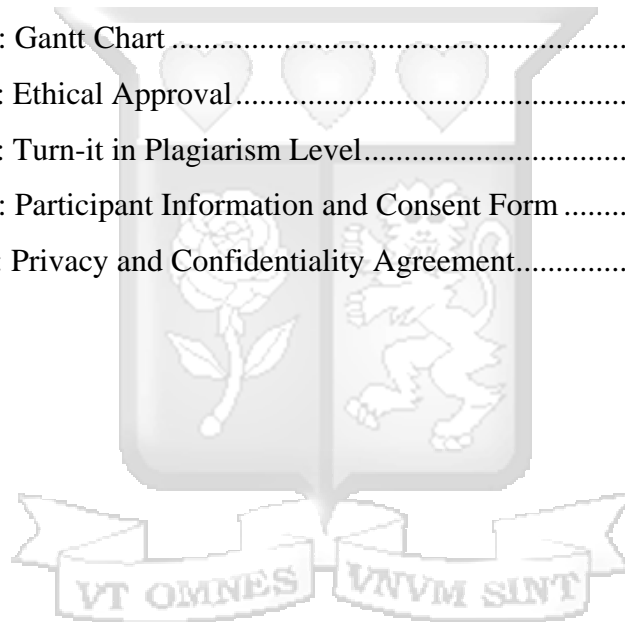 : Gantt Chart ......................................................................
: Ethical Approval............................................................
: Turn-it in Plagiarism Level.........................................
: Participant Information and Consent Form .........
: Privacy and Confidentiality Agreement...............
VT OMNES VNVM SINT